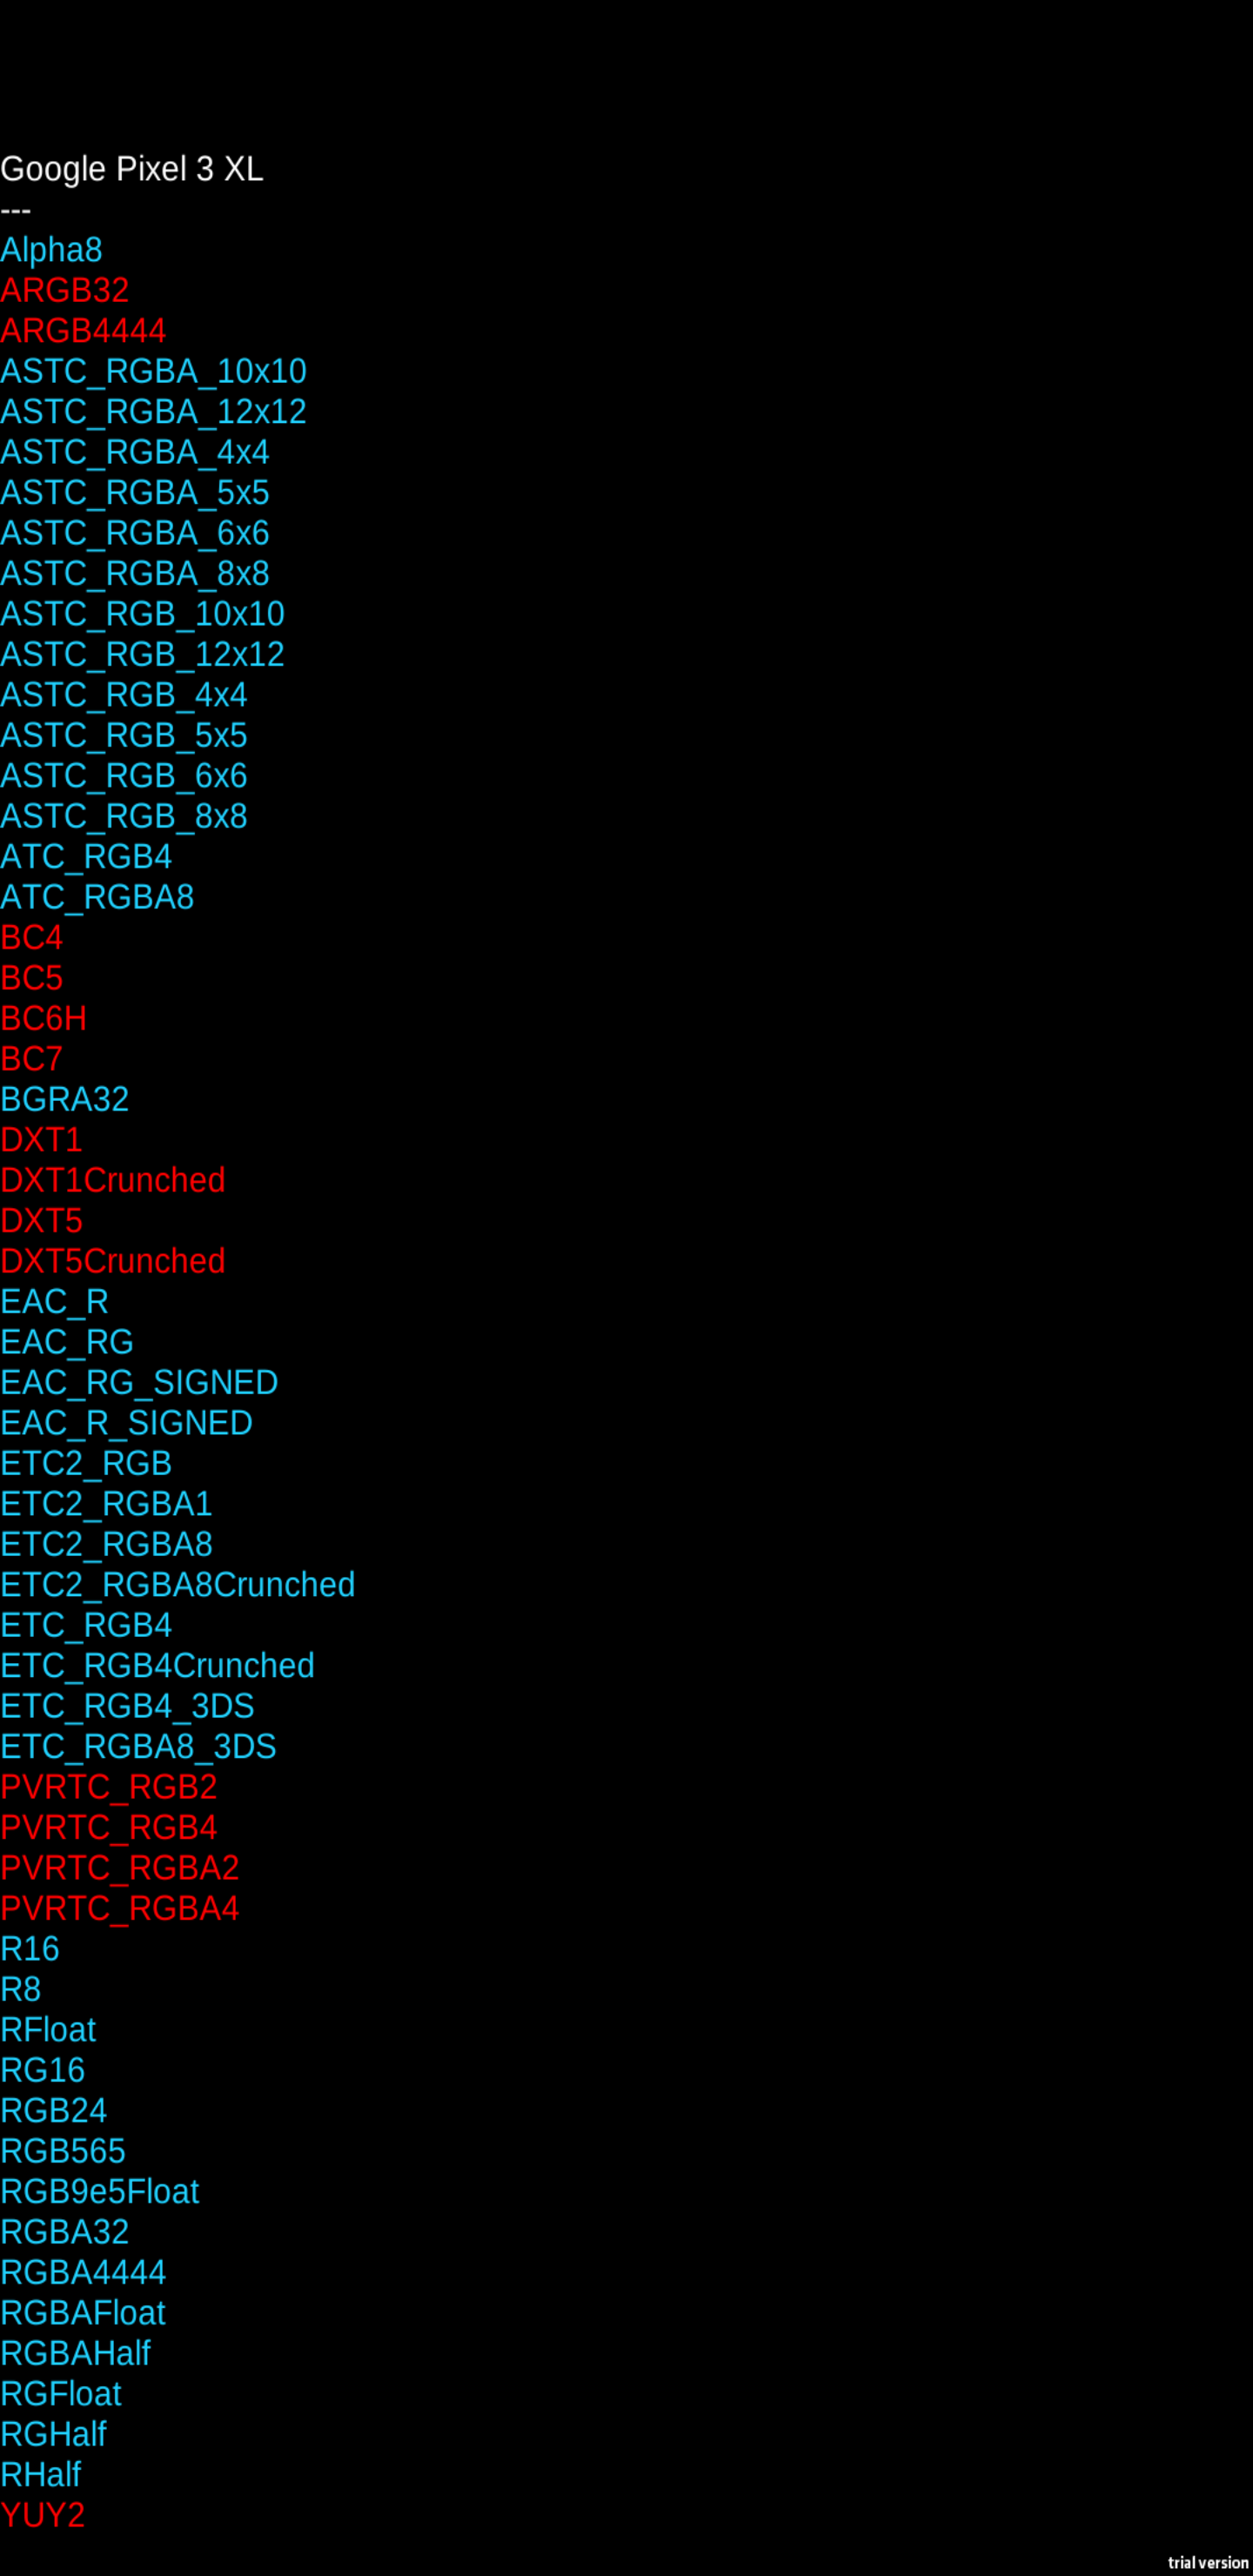 Google Pixel 3 XL
---
Alpha8
ARGB32
ARGB4444
ASTC_RGBA_10x10
ASTC_RGBA_12x12
ASTC_RGBA_4x4
ASTC_RGBA_5x5
ASTC_RGBA_6x6
ASTC_RGBA_8x8
ASTC_RGB_10x10
ASTC_RGB_12x12
ASTC_RGB_4x4
ASTC_RGB_5x5
ASTC_RGB_6x6
ASTC_RGB_8x8
ATC_RGB4
ATC_RGBA8
BC4
BC5
BC6H
BC7
BGRA32
DXT1
DXT1Crunched
DXT5
DXT5Crunched
EAC_R
EAC_RG
EAC_RG_SIGNED
EAC_R_SIGNED
ETC2_RGB
ETC2_RGBA1
ETC2_RGBA8
ETC2_RGBA8Crunched
ETC_RGB4
ETC_RGB4Crunched
ETC_RGB4_3DS
ETC_RGBA8_3DS
PVRTC_RGB2
PVRTC_RGB4
PVRTC_RGBA2
PVRTC_RGBA4
R16
R8
RFloat
RG16
RGB24
RGB565
RGB9e5Float
RGBA32
RGBA4444
RGBAFloat
RGBAHalf
RGFloat
RGHalf
RHalf
YUY2
trial version